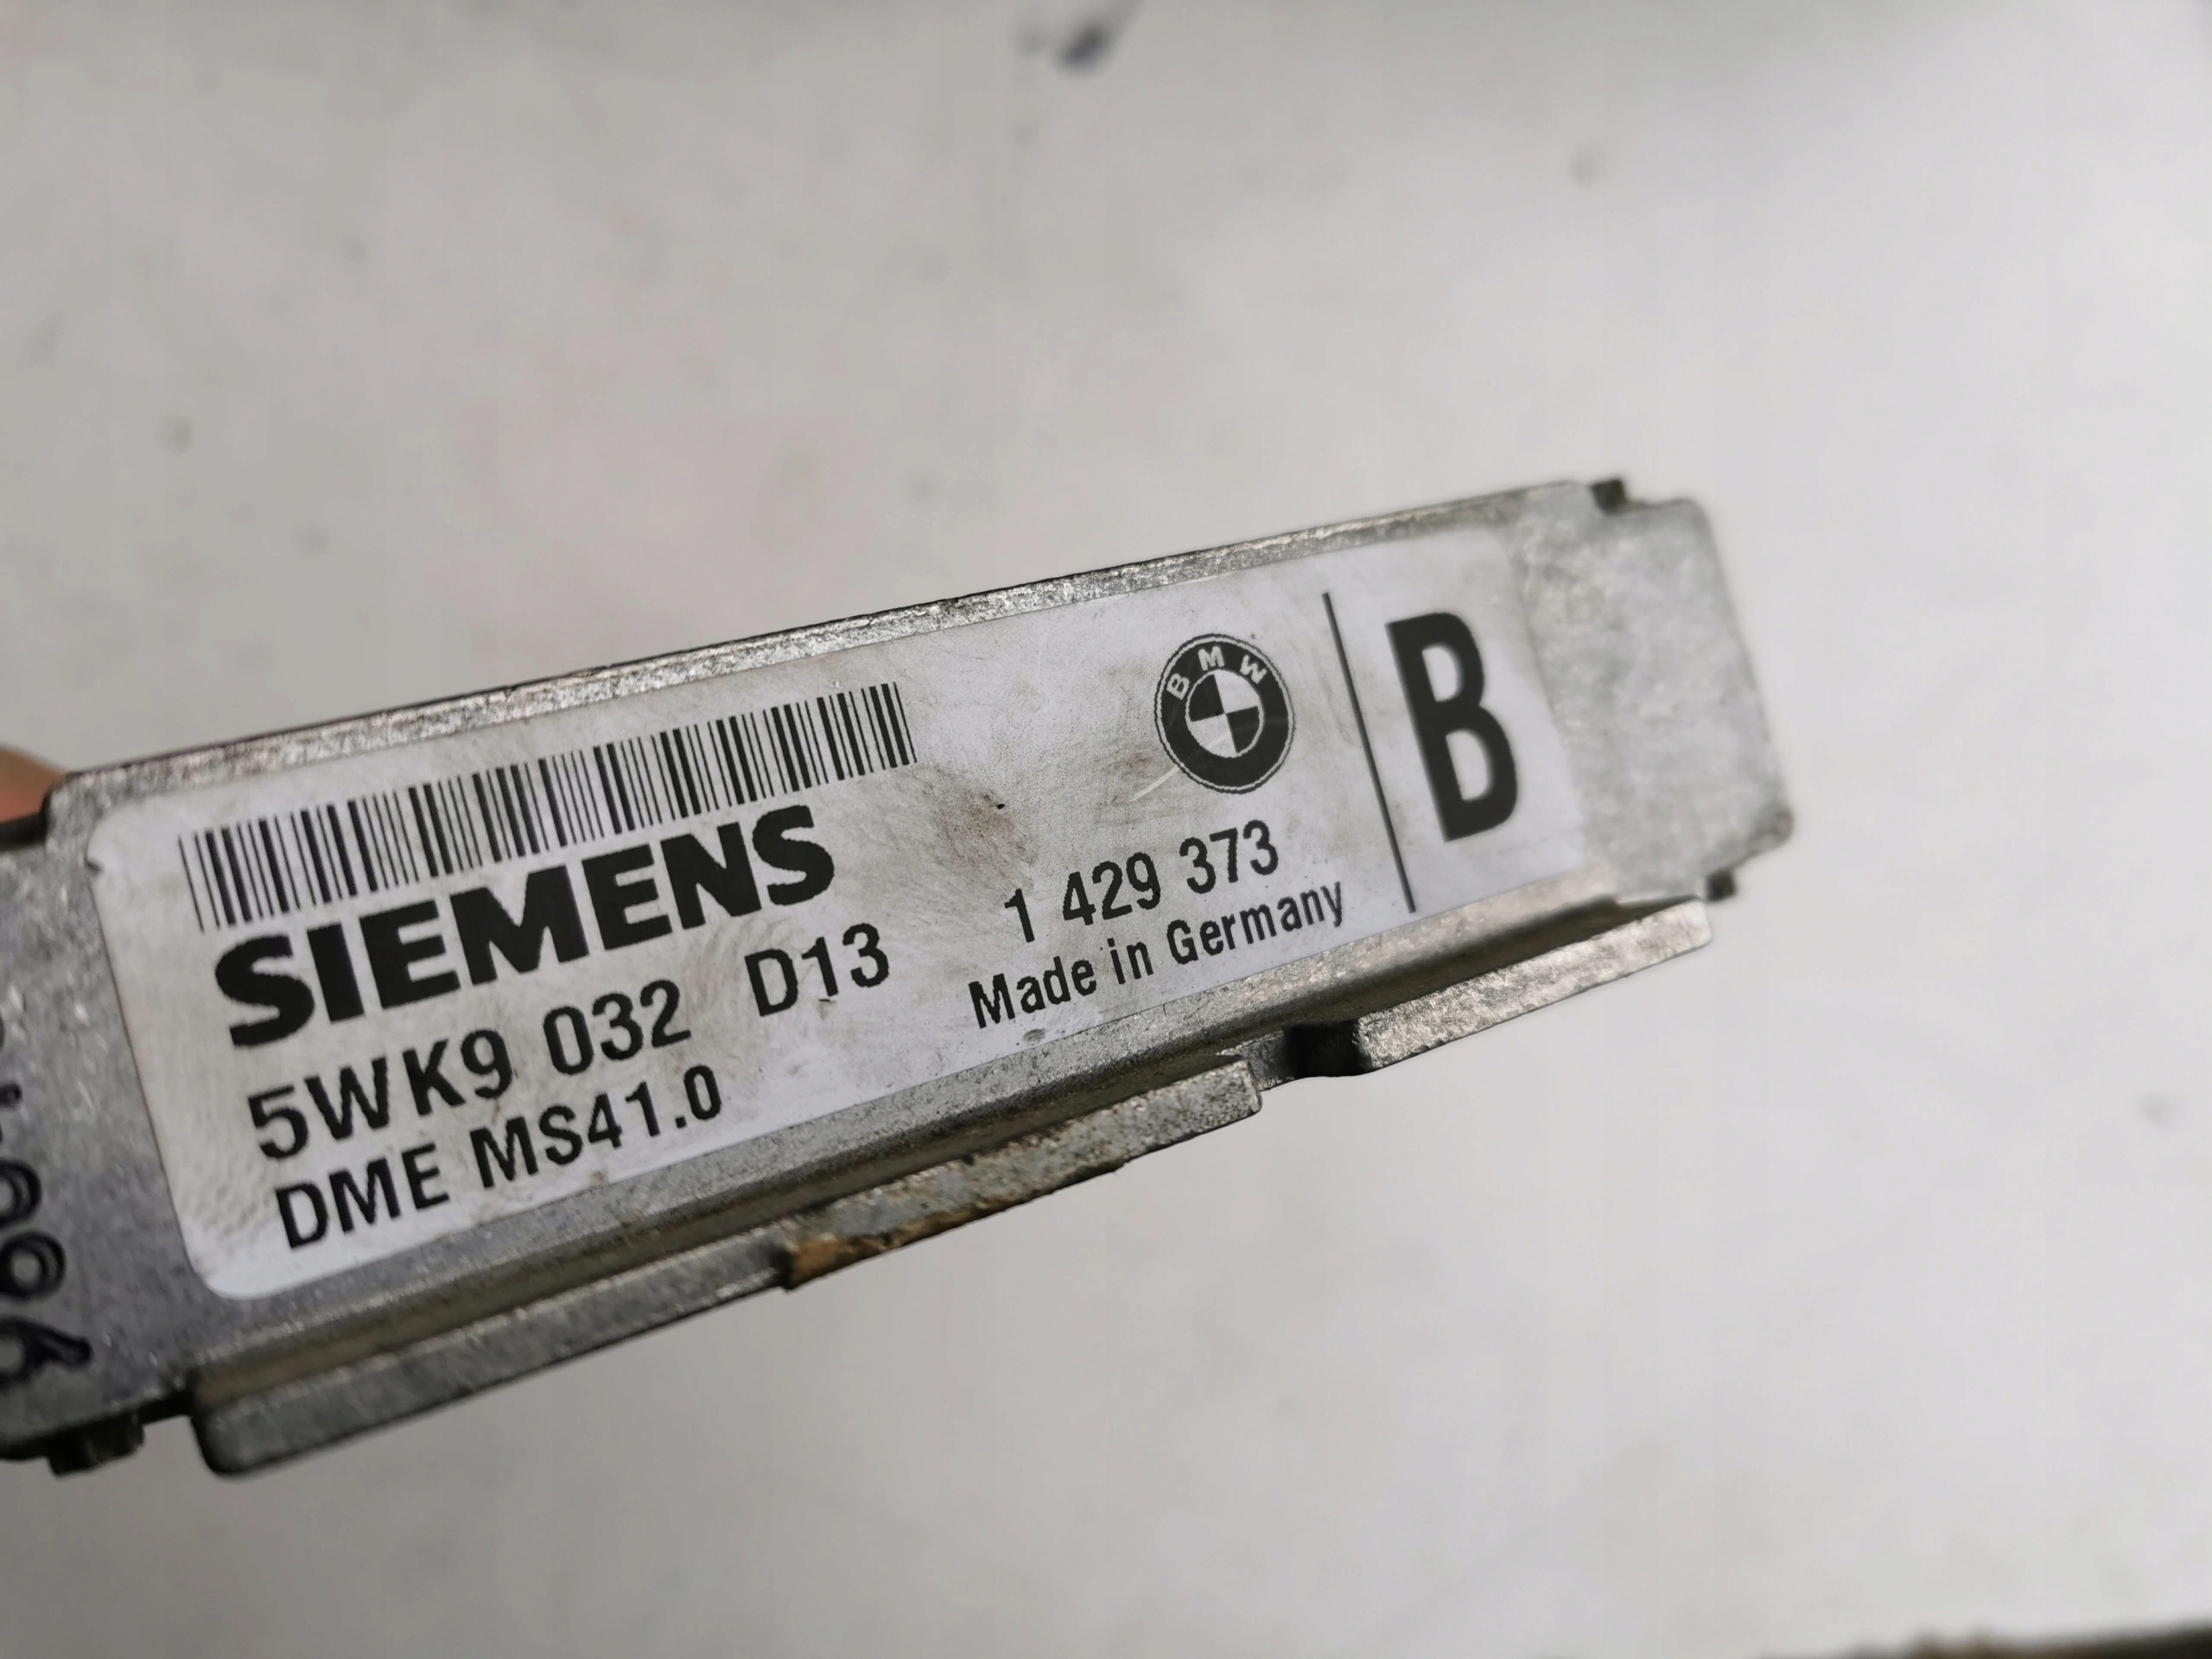 SIEMENS
5WK9 032 D13
DME MS41.0
BMW
1 429 373
Made in Germany
B